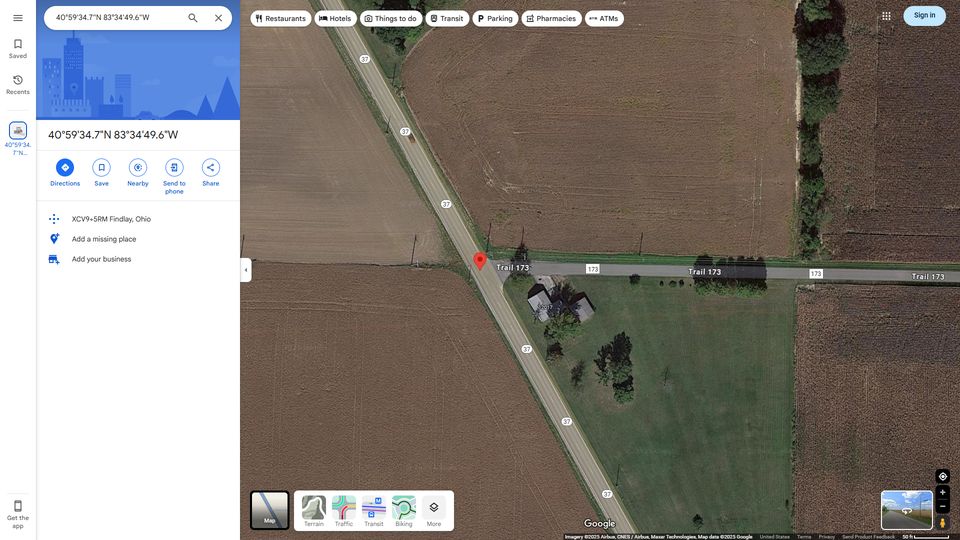 40°59'34.7"N 83°34'49.6"W
Restaurants
Hotels
Things to do
Transit
Parking
Pharmacies
ATMs
Sign in
Saved
Recents
40°59'34.
7"N...
40°59'34.7"N 83°34'49.6"W
Directions
Save
Nearby
Send to
phone
Share
XCV9+5RM Findlay, Ohio
Add a missing place
Add your business
37
37
37
Trail 173
173
Trail 173
173
Trail 173
37
37
37
Get the
app
Map
Terrain
Traffic
Transit
Biking
More
Google
Imagery ©2025 Airbus, CNES / Airbus, Maxar Technologies, Map data ©2025 Google
United States
Terms
Privacy
Send Product Feedback
50 ft